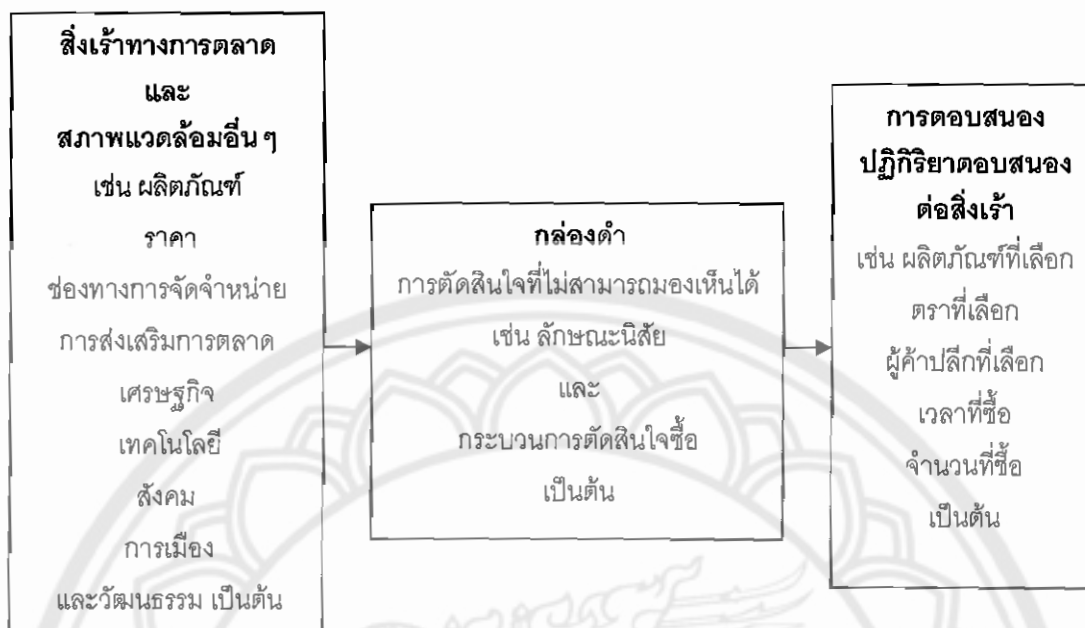 สิ่งเร้าทางการตลาด
และ
สภาพแวดล้อมอื่น ๆ
เช่น ผลิตภัณฑ์
ราคา
ช่องทางการจัดจำหน่าย
การส่งเสริมการตลาด
เศรษฐกิจ
เทคโนโลยี
สังคม
การเมือง
และวัฒนธรรม เป็นต้น
กล่องดำ
การตัดสินใจที่ไม่สามารถมองเห็นได้
เช่น ลักษณะนิสัย
และ
กระบวนการตัดสินใจซื้อ
เป็นต้น
การตอบสนอง
ปฏิกิริยาตอบสนอง
ต่อสิ่งเร้า
เช่น ผลิตภัณฑ์ที่เลือก
ตราที่เลือก
ผู้ค้าปลีกที่เลือก
เวลาที่ซื้อ
จำนวนที่ซื้อ
เป็นต้น